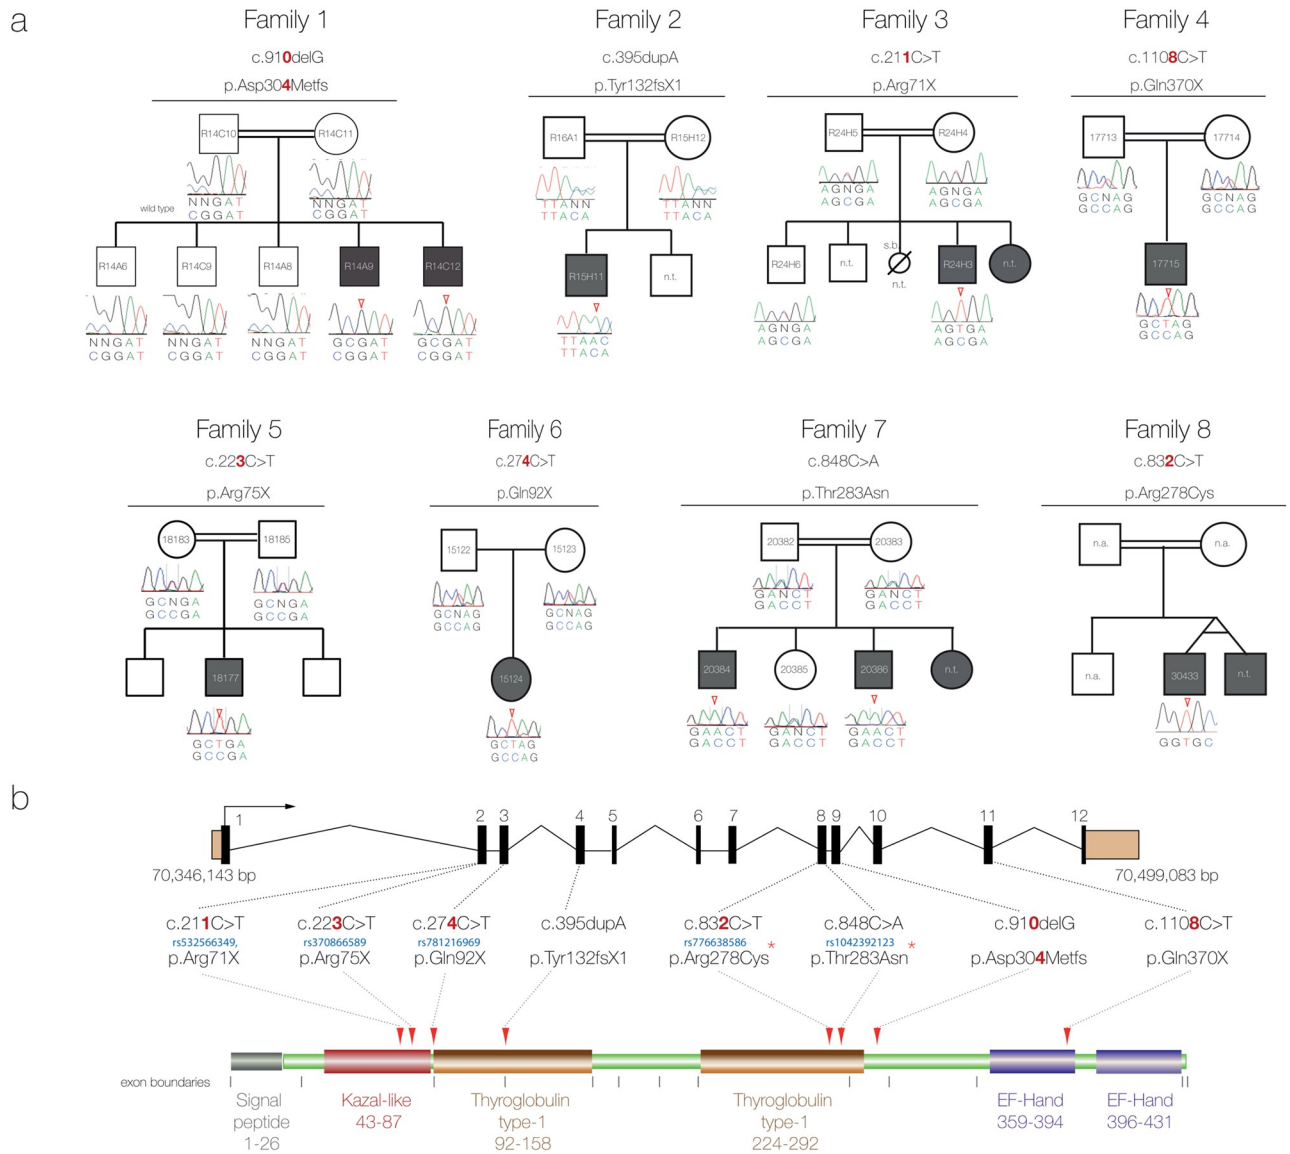 a
Family 1
c.910delG
p.Asp304Metfs
R14C10
R14C11
NNGAT
CGGAT
NNGAT
CGGAT
wild type
R14A6
R14C9
R14A8
R14A9
R14C12
NNGAT
CGGAT
NNGAT
CGGAT
NNGAT
CGGAT
GCGAT
CGGAT
GCGAT
CGGAT
Family 2
c.395dupA
p.Tyr132fsX1
R16A1
R15H12
TTANN
TTACA
TTANN
TTACA
R15H11
n.t.
TTAAC
TTACA
Family 3
c.211C>T
p.Arg71X
R24H5
R24H4
AGNGA
AGCGA
AGNGA
AGCGA
s.b.
R24H6
n.t.
n.t.
R24H3
n.t.
AGNGA
AGCGA
AGTGA
AGCGA
Family 4
c.1108C>T
p.Gln370X
17713
17714
GCNAG
GCCAG
GCNAG
GCCAG
17715
GCTAG
GCCAG
Family 5
c.223C>T
p.Arg75X
18183
18185
GCNGA
GCCGA
GCNGA
GCCGA
18177
GCTGA
GCCGA
Family 6
c.274C>T
p.Gln92X
15122
15123
GCNAG
GCCAG
GCNAG
GCCAG
15124
GCTAG
GCCAG
Family 7
c.848C>A
p.Thr283Asn
20382
20383
GANCT
GACCT
GANCT
GACCT
20384
20385
20386
n.t.
GAACT
GACCT
GANCT
GACCT
GAACT
GACCT
Family 8
c.832C>T
p.Arg278Cys
n.a.
n.a.
n.a.
30433
n.t.
GGTGC
b
1 2 3 4 5 6 7 8 9 10 11 12
70,346,143 bp
70,499,083 bp
c.211C>T
rs532566349,
p.Arg71X
c.223C>T
rs370866589
p.Arg75X
c.274C>T
rs781216969
p.Gln92X
c.395dupA
p.Tyr132fsX1
c.832C>T
rs776638586 *
p.Arg278Cys
c.848C>A
rs1042392123 *
p.Thr283Asn
c.910delG
p.Asp304Metfs
c.1108C>T
p.Gln370X
exon boundaries
Signal
peptide
1-26
Kazal-like
43-87
Thyroglobulin
type-1
92-158
Thyroglobulin
type-1
224-292
EF-Hand
359-394
EF-Hand
396-431